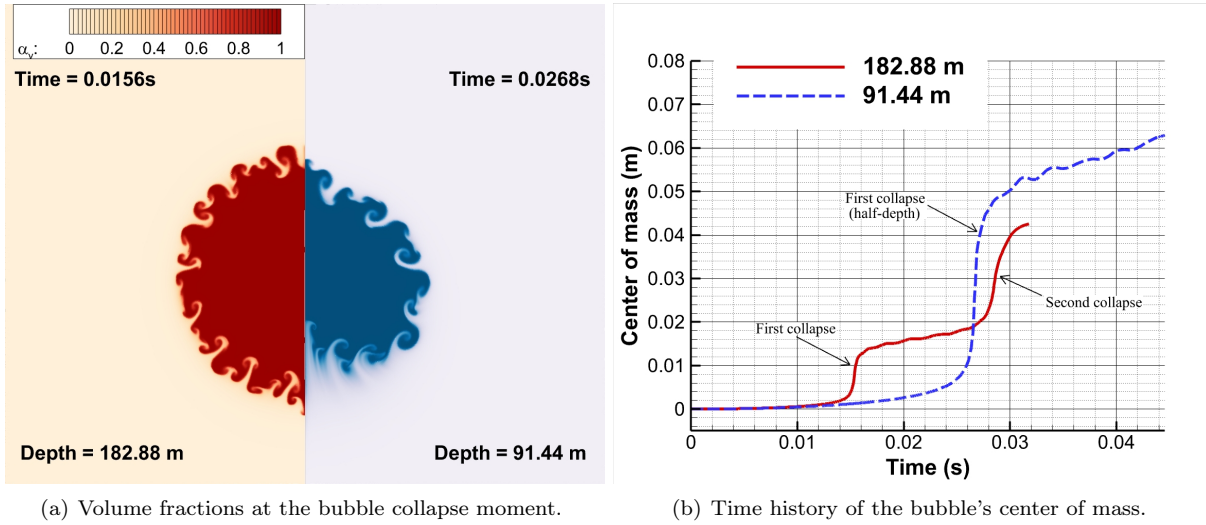 αv: 0 0.2 0.4 0.6 0.8 1
Time = 0.0156s
Time = 0.0268s
Depth = 182.88 m
Depth = 91.44 m
(a) Volume fractions at the bubble collapse moment.
182.88 m
91.44 m
Center of mass (m)
0.08
0.07
0.06
0.05
0.04
0.03
0.02
0.01
0
First collapse
(half-depth)
Second collapse
First collapse
0 0.01 0.02 0.03 0.04
Time (s)
(b) Time history of the bubble's center of mass.